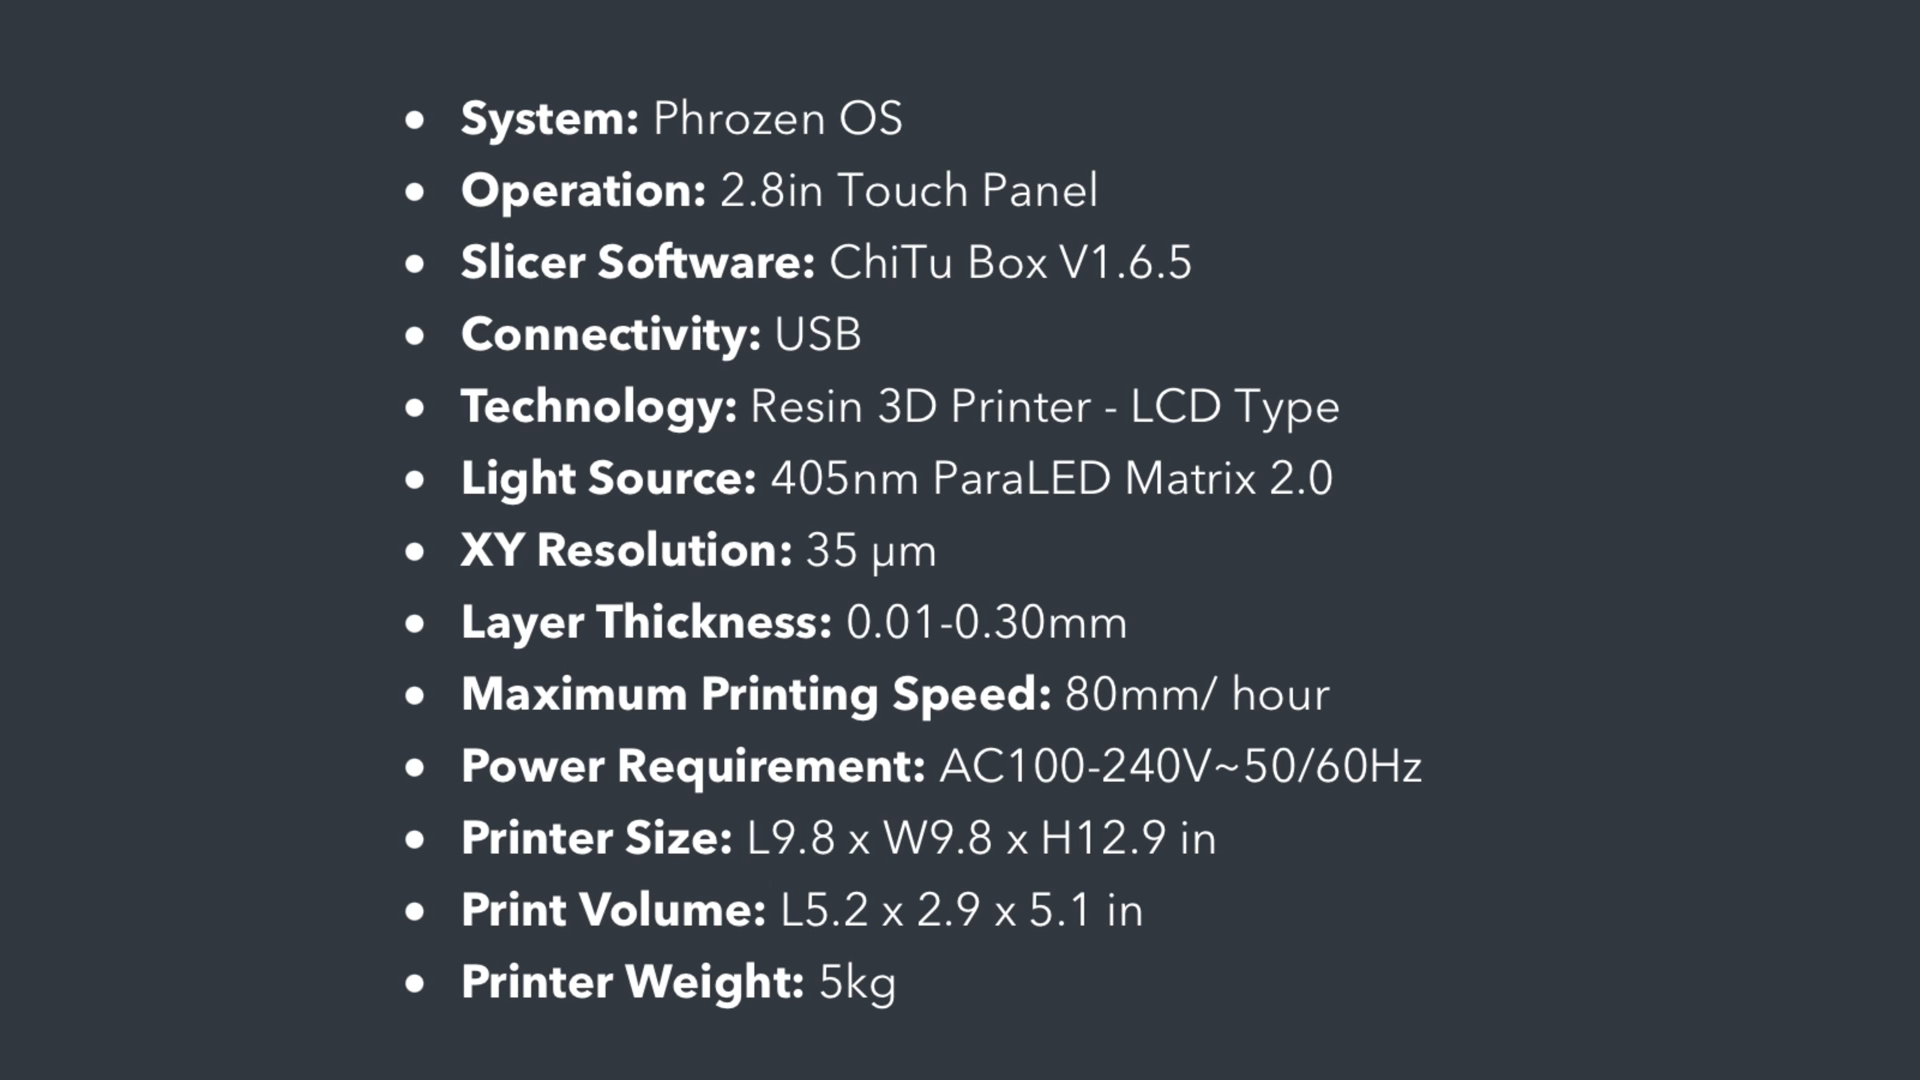 • System: Phrozen OS
• Operation: 2.8in Touch Panel
• Slicer Software: ChiTu Box V1.6.5
• Connectivity: USB
• Technology: Resin 3D Printer - LCD Type
• Light Source: 405nm ParaLED Matrix 2.0
• XY Resolution: 35 μm
• Layer Thickness: 0.01-0.30mm
• Maximum Printing Speed: 80mm/ hour
• Power Requirement: AC100-240V~50/60Hz
• Printer Size: L9.8 x W9.8 x H12.9 in
• Print Volume: L5.2 x 2.9 x 5.1 in
• Printer Weight: 5kg